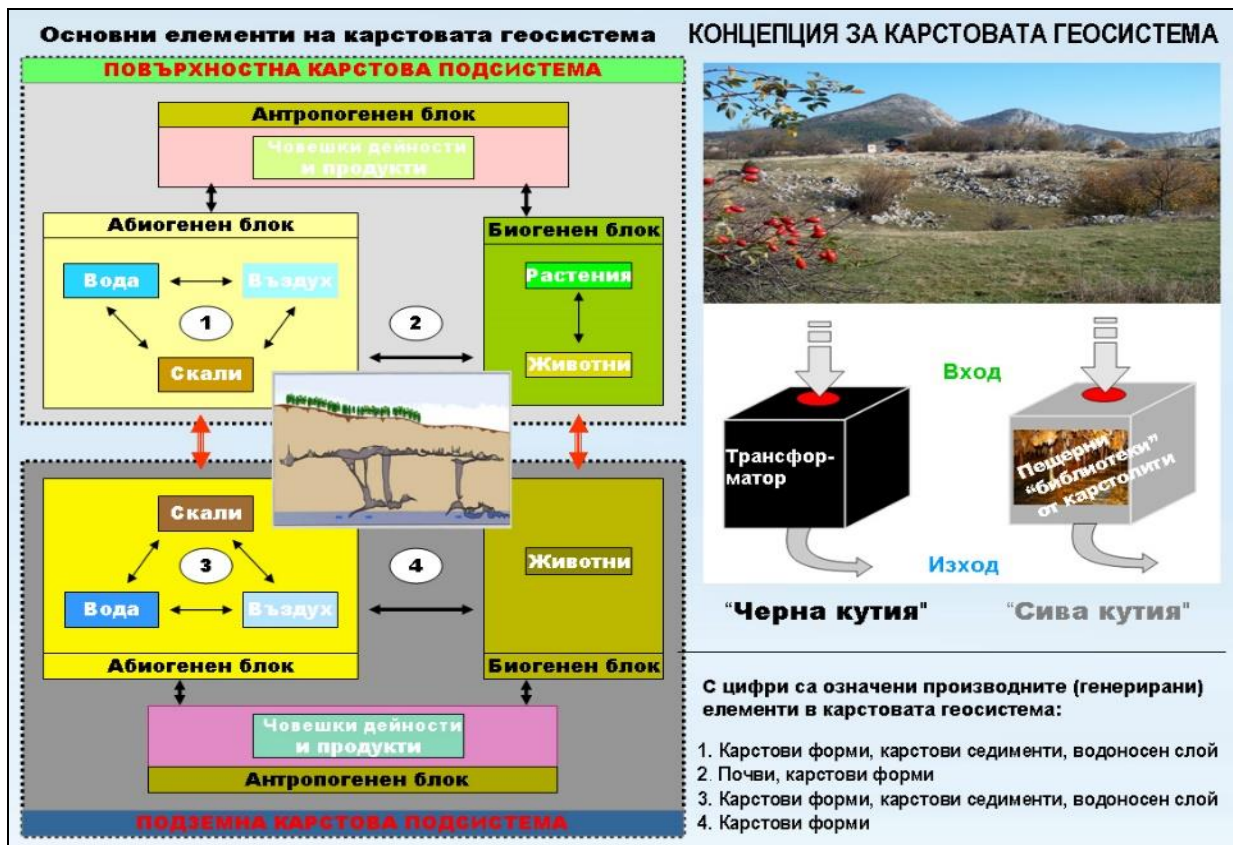 Основни елементи на карстовата геосистема
ПОВЪРХНОСТНА КАРСТОВА ПОДСИСТЕМА
Антропогенен блок
Човешки дейности
и продукти
Абиогенен блок
Вода
Въздух
1
Скали
2
Биогенен блок
Растения
Животни
Скали
3
Вода
Въздух
Абиогенен блок
4
Животни
Биогенен блок
Човешки дейности
и продукти
Антропогенен блок
ПОДЗЕМНА КАРСТОВА ПОДСИСТЕМА
КОНЦЕПЦИЯ ЗА КАРСТОВАТА ГЕОСИСТЕМА
Вход
Трансфор-
матор
Пещерни
"библиотеки"
от карстолити
Изход
"Черна кутия"
"Сива кутия"
С цифри са означени производните (генерирани)
елементи в карстовата геосистема:
1. Карстови форми, карстови седименти, водоносен слой
2. Почви, карстови форми
3. Карстови форми, карстови седименти, водоносен слой
4. Карстови форми